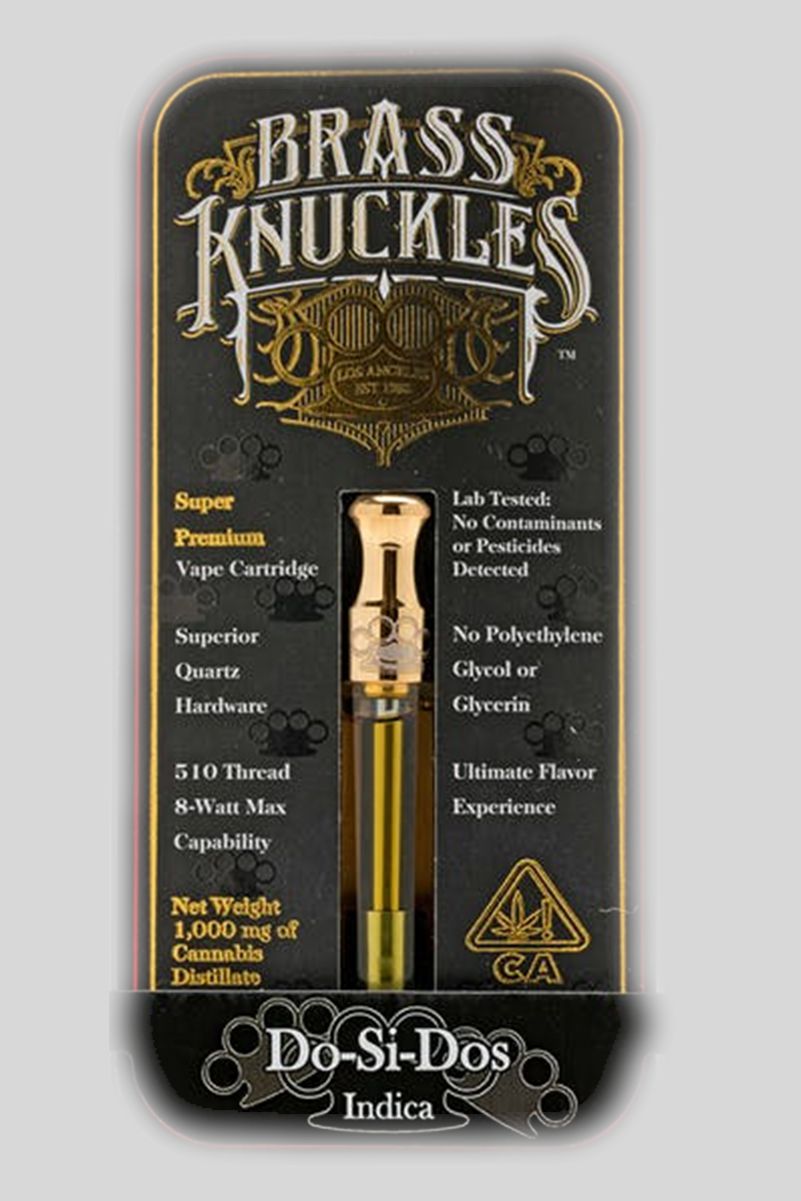 BRASS
KNUCKLES
TM
LOS ANGELES
Super
Premium
Vape Cartridge
Superior
Quartz
Hardware
510 Thread
8-Watt Max
Capability
Net Weight
1,000 mg of
Cannabis
Distillate
Lab Tested:
No Contaminants
or Pesticides
Detected
No Polyethylene
Glycol or
Glycerin
Ultimate Flavor
Experience
!
CA
Do-Si-Dos
Indica